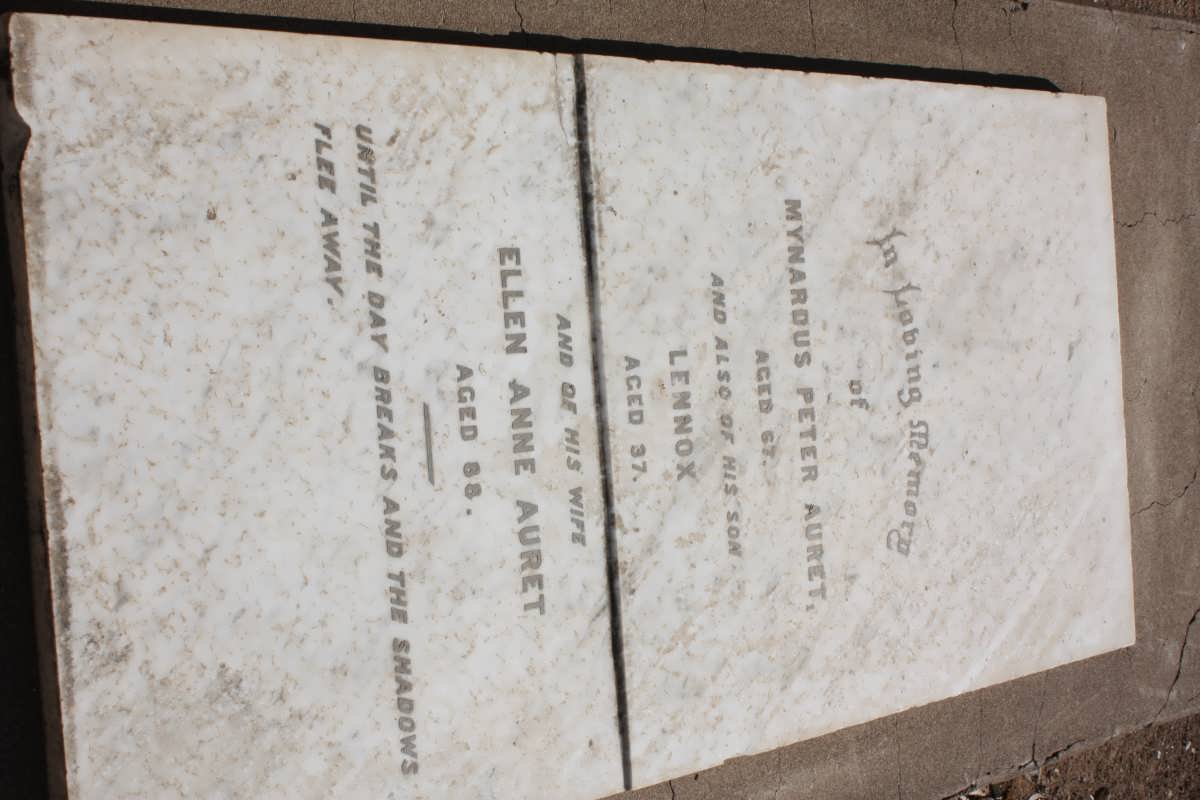 In Loving Memory
of
MYNARDUS PETER AURET,
AGED 67.
AND ALSO OF HIS SON
LENNOX
AGED 37.
AND OF HIS WIFE
ELLEN ANNE AURET
AGED 88.
UNTIL THE DAY BREAKS AND THE SHADOWS
FLEE AWAY.